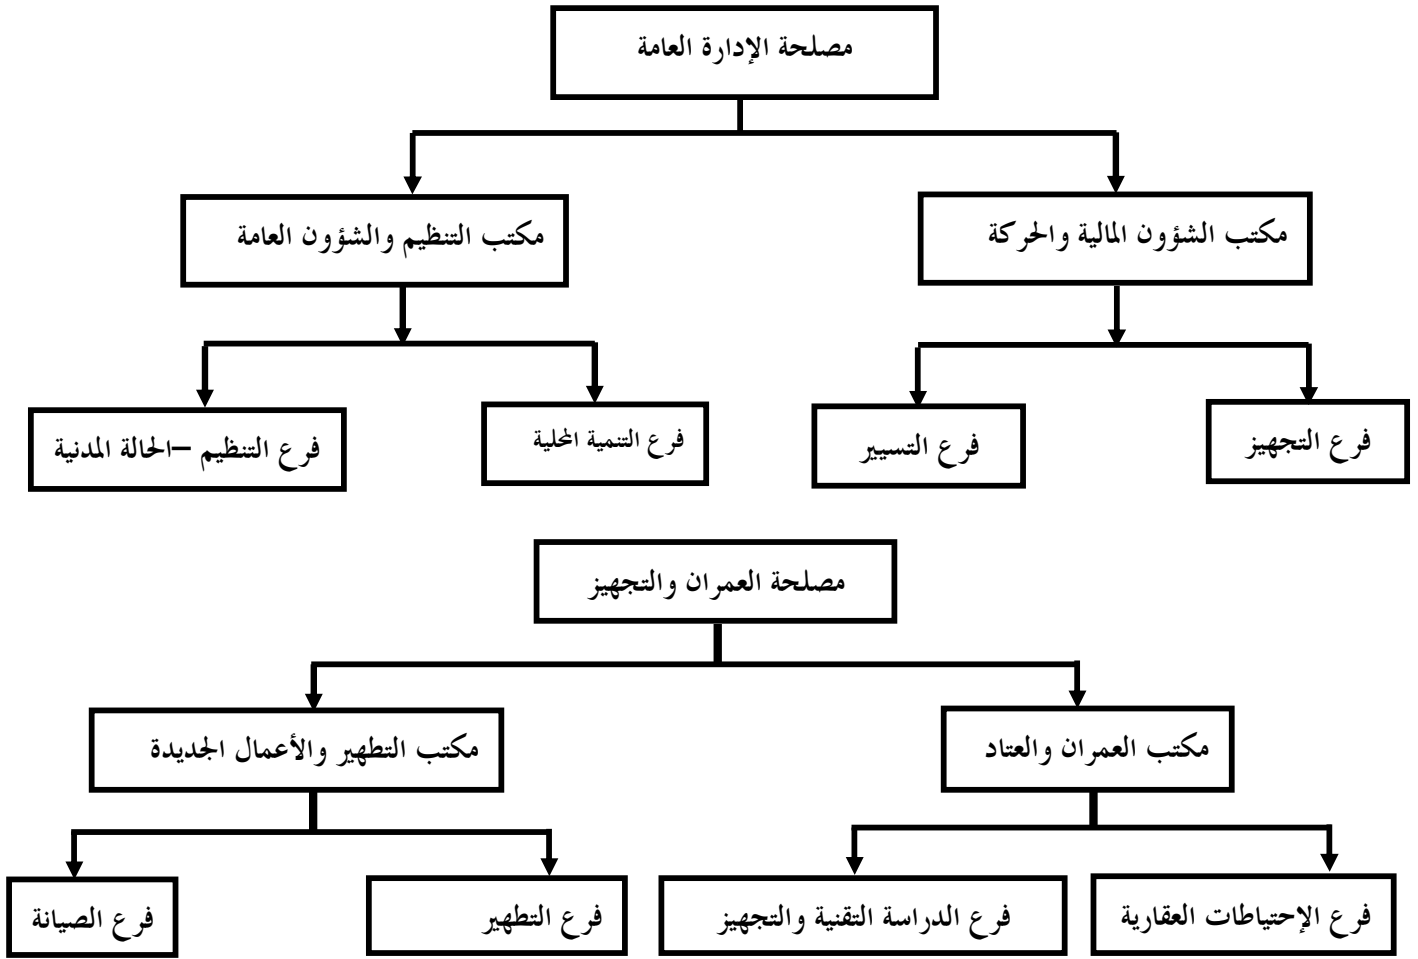 مصلحة الإدارة العامة
مكتب الشؤون المالية والحركة
مكتب التنظيم والشؤون العامة
فرع التجهيز
فرع التسيير
فرع التنمية المحلية
فرع التنظيم –الحالة المدنية
مصلحة العمران والتجهيز
مكتب العمران والعتاد
مكتب التطهير والأعمال الجديدة
فرع الإحتياطات العقارية
فرع الدراسة التقنية والتجهيز
فرع التطهير
فرع الصيانة